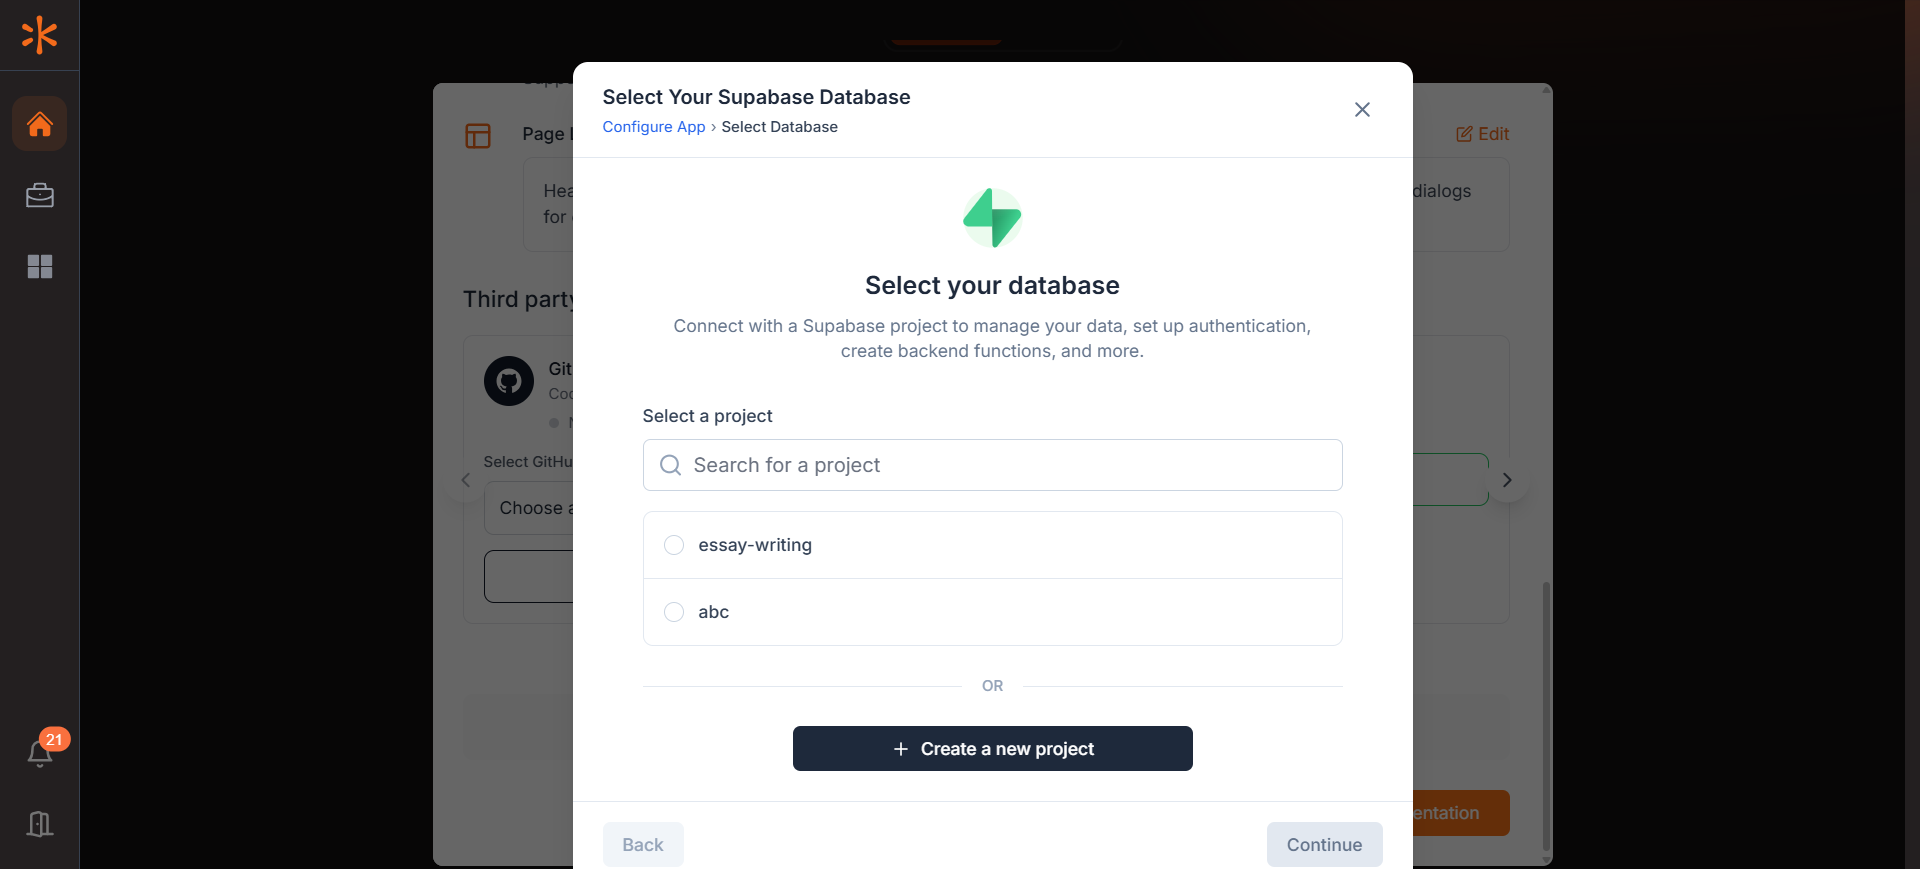 Select Your Supabase Database
Configure App › Select Database
Page
Edit
Hea
dialogs
for
Select your database
Connect with a Supabase project to manage your data, set up authentication,
create backend functions, and more.
Third party
Git
Coo
Select a project
Select GitHu
Search for a project
Choose a
essay-writing
abc
OR
21
Create a new project
entation
Back
Continue